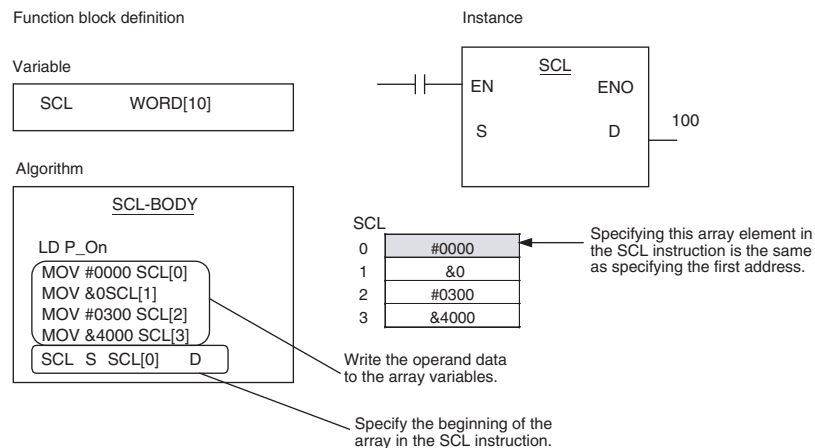 Function block definition
Instance
Variable
SCL WORD[10]
SCL
EN ENO
S D
100
Algorithm
SCL-BODY
LD P_On
MOV #0000 SCL[0]
MOV &0SCL[1]
MOV #0300 SCL[2]
MOV &4000 SCL[3]
SCL S SCL[0] D
SCL
0 #0000
1 &0
2 #0300
3 &4000
Specifying this array element in
the SCL instruction is the same
as specifying the first address.
Write the operand data
to the array variables.
Specify the beginning of the
array in the SCL instruction.